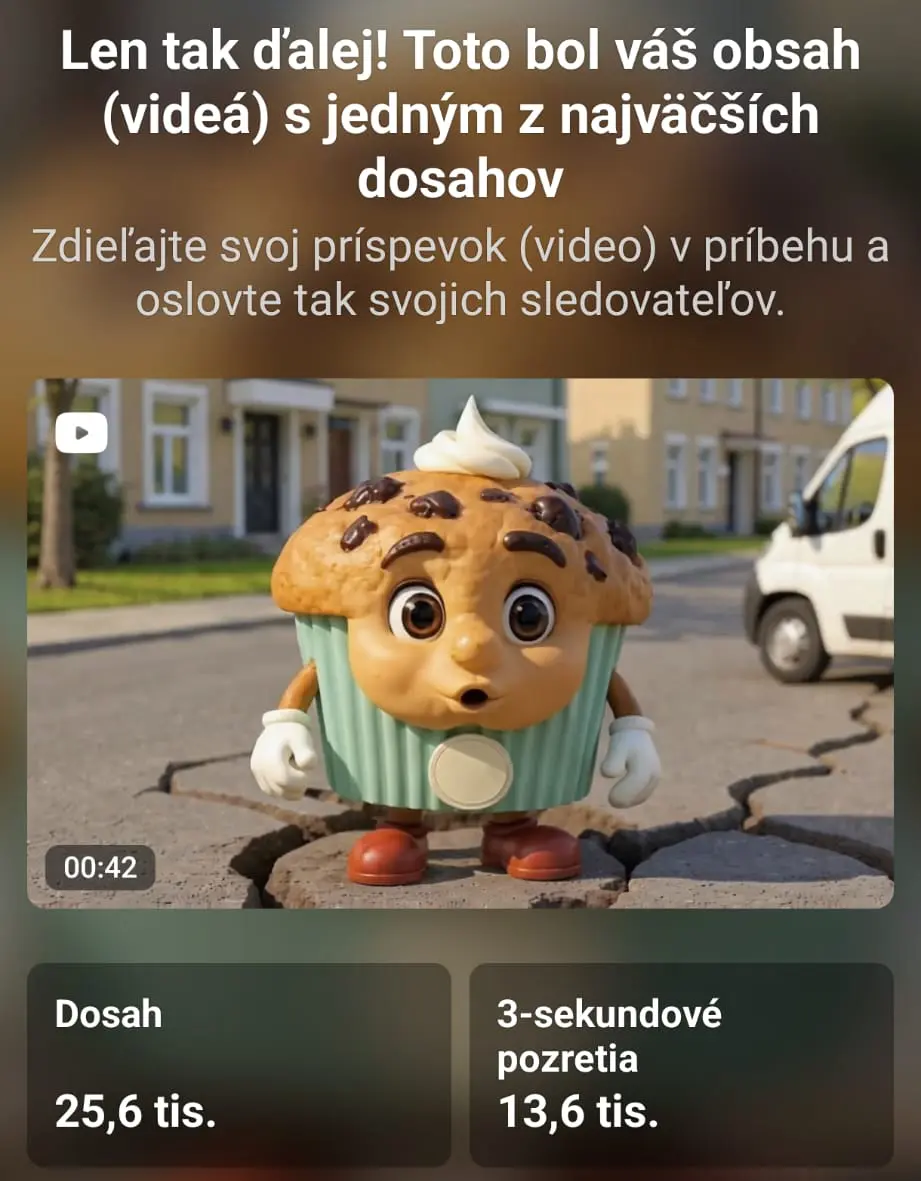 Len tak ďalej! Toto bol váš obsah
(videá) s jedným z najväčších
dosahov
Zdieľajte svoj príspevok (video) v príbehu a
oslovte tak svojich sledovateľov.
00:42
Dosah
25,6 tis.
3-sekundové
pozretia
13,6 tis.